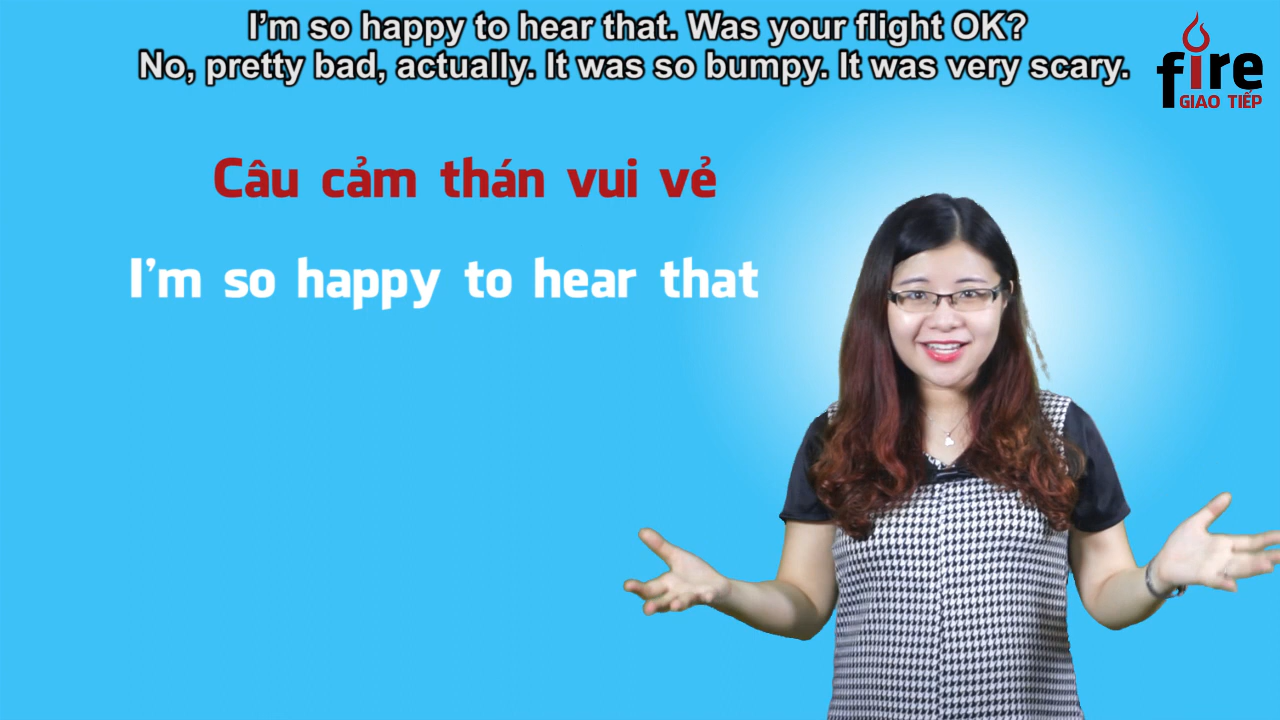 I’m so happy to hear that. Was your flight OK?
No, pretty bad, actually. It was so bumpy. It was very scary.
fire
GIAO TIẾP
Câu cảm thán vui vẻ
I’m so happy to hear that